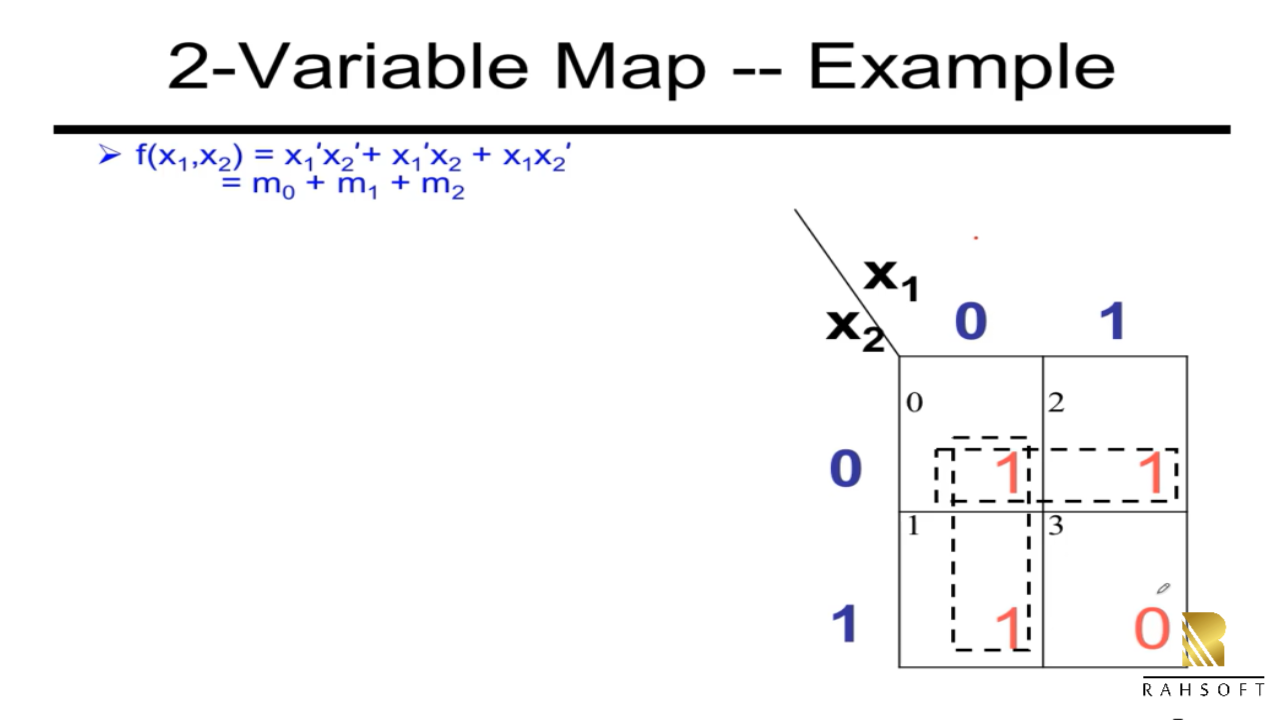 2-Variable Map -- Example
➢ f(x₁,x₂) = x₁′x₂′+ x₁′x₂ + x₁x₂′
= m₀ + m₁ + m₂
x₁
x₂
0 1
0 2
0 1 1
1 3
1 1 0
RAHSOFT